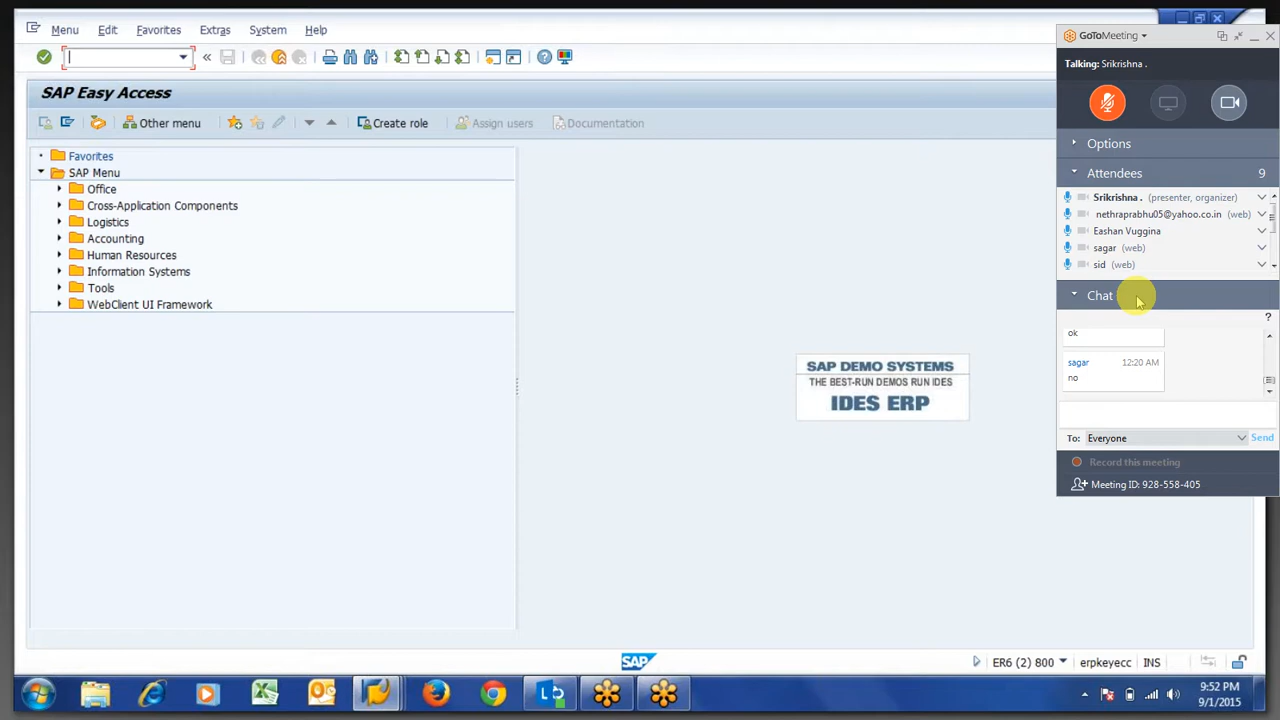 Menu Edit Favorites Extras System Help
GoToMeeting
Talking: Srikrishna .
SAP Easy Access
Other menu Create role Assign users Documentation
Options
Favorites
SAP Menu
Office
Cross-Application Components
Logistics
Accounting
Human Resources
Information Systems
Tools
WebClient UI Framework
Attendees 9
Srikrishna . (presenter, organizer)
nethraprabhu05@yahoo.co.in (web)
Eashan Vuggina
sagar (web)
sid (web)
Chat
?
ok
sagar 12:20 AM
no
To: Everyone Send
Record this meeting
Meeting ID: 928-558-405
SAP DEMO SYSTEMS
THE BEST-RUN DEMOS RUN IDES
IDES ERP
SAP ER6 (2) 800 erpkeyecc INS
9:52 PM
9/1/2015